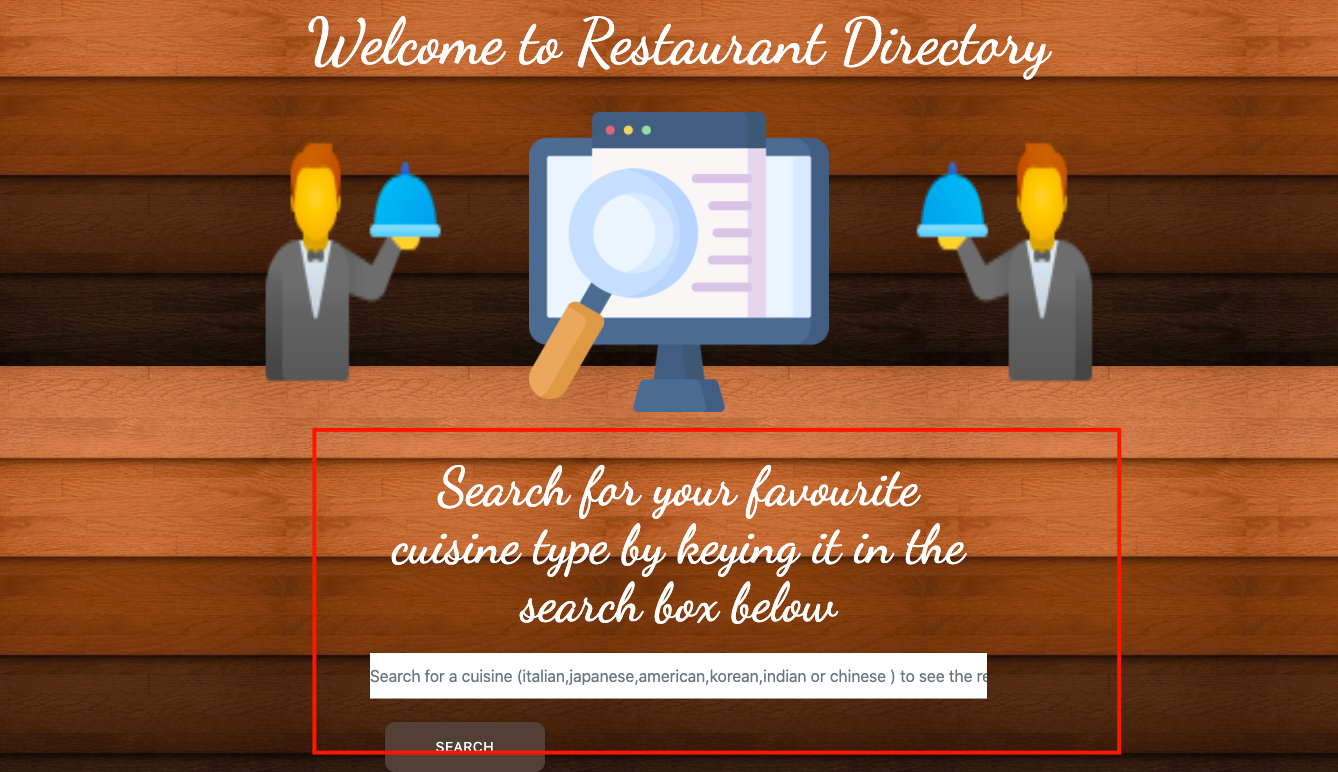 Welcome to Restaurant Directory
Search for your favourite
cuisine type by keying it in the
search box below
Search for a cuisine (italian,japanese,american,korean,indian or chinese ) to see the re
SEARCH